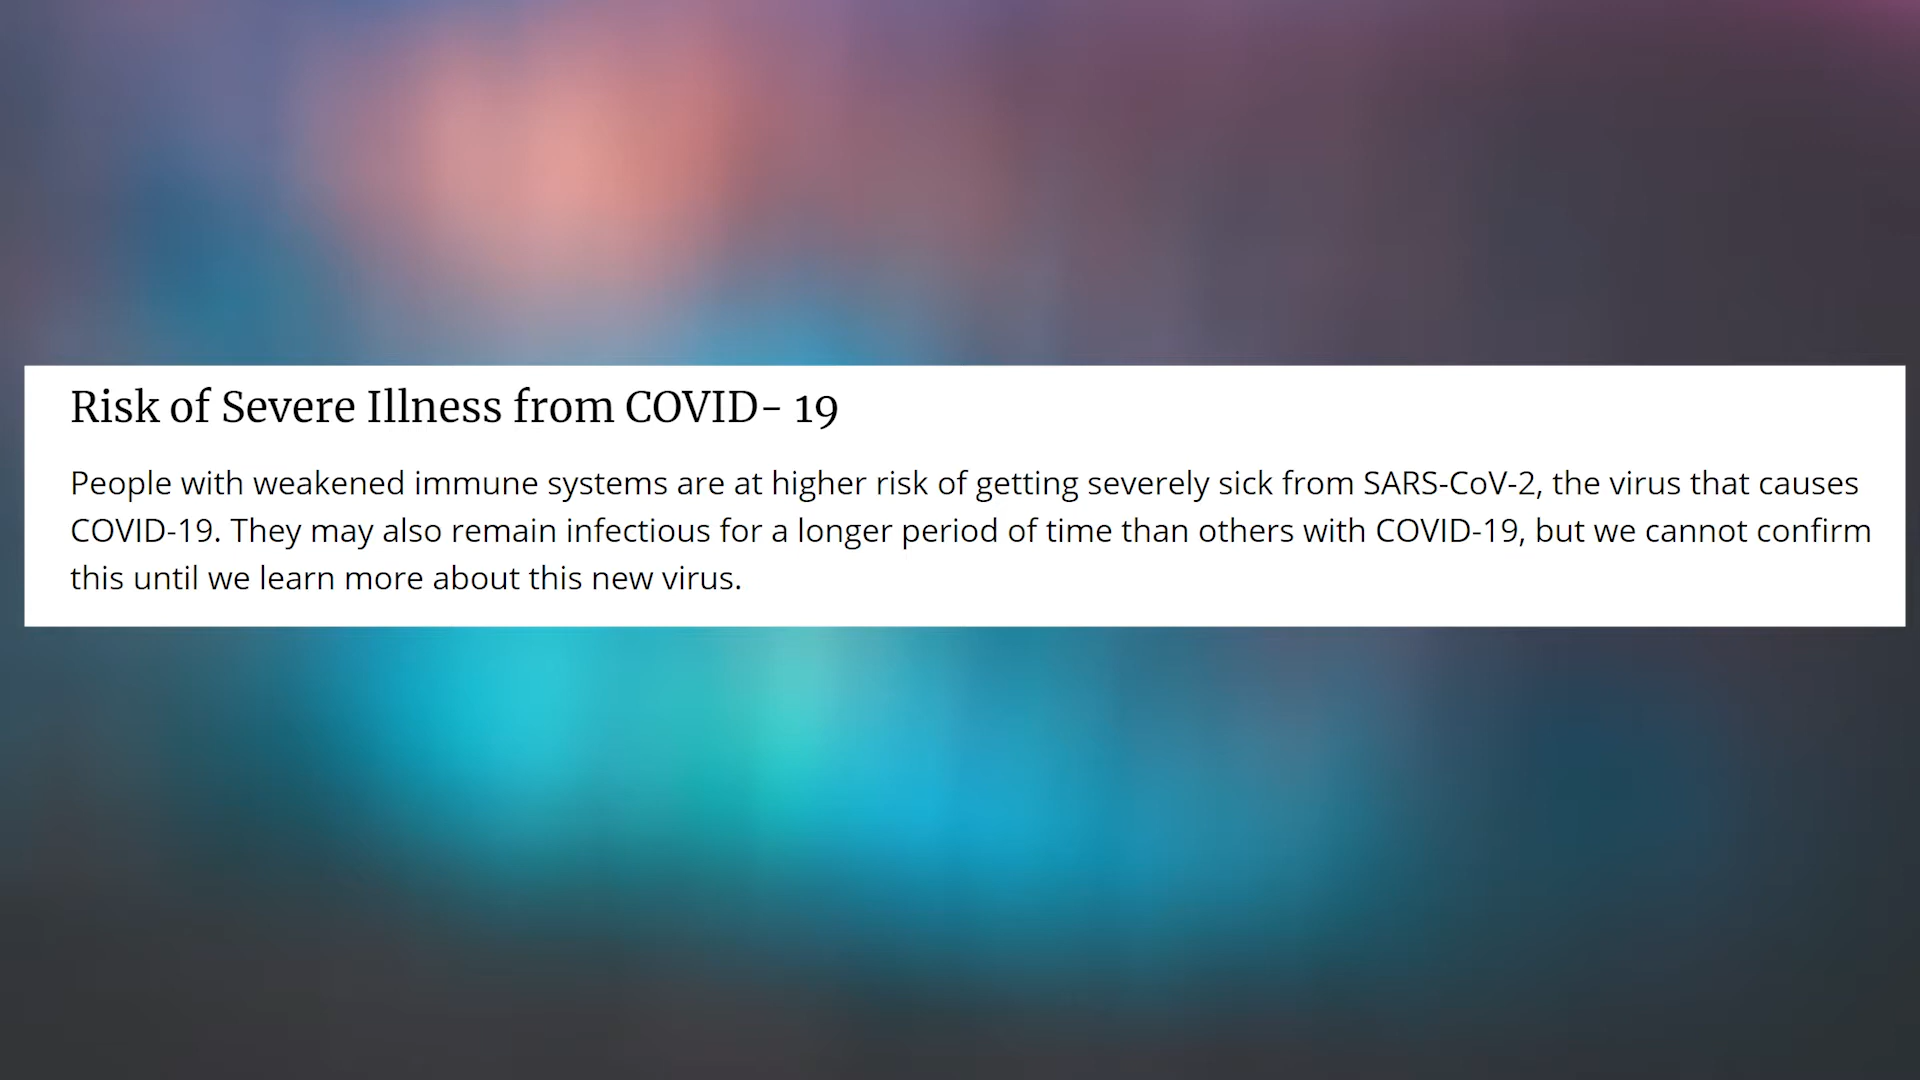 Risk of Severe Illness from COVID- 19
People with weakened immune systems are at higher risk of getting severely sick from SARS-CoV-2, the virus that causes
COVID-19. They may also remain infectious for a longer period of time than others with COVID-19, but we cannot confirm
this until we learn more about this new virus.